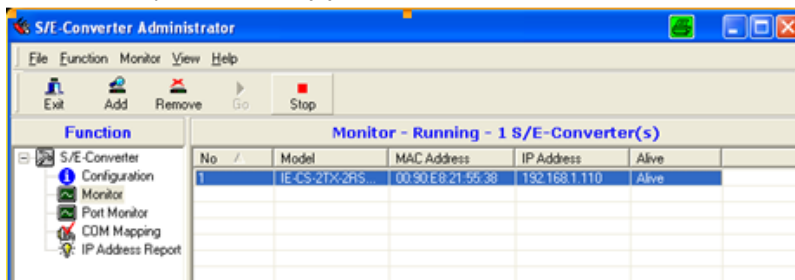 S/E-Converter Administrator
File Function Monitor View Help
Exit Add Remove Go Stop
Function
Monitor - Running - 1 S/E-Converter(s)
S/E-Converter
Configuration
Monitor
Port Monitor
COM Mapping
IP Address Report
No Model MAC Address IP Address Alive
1 IE-CS-2TX-2RS... 00:90:E8:21:55:38 192.168.1.110 Alive